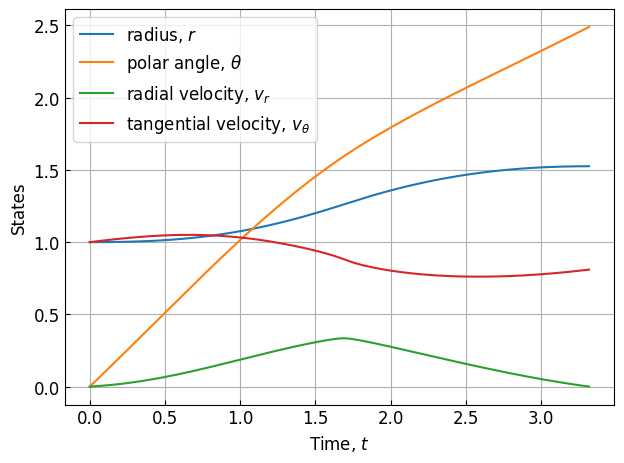 radius, r
polar angle, θ
radial velocity, v_r
tangential velocity, v_θ
States
2.5
2.0
1.5
1.0
0.5
0.0
0.0 0.5 1.0 1.5 2.0 2.5 3.0
Time, t